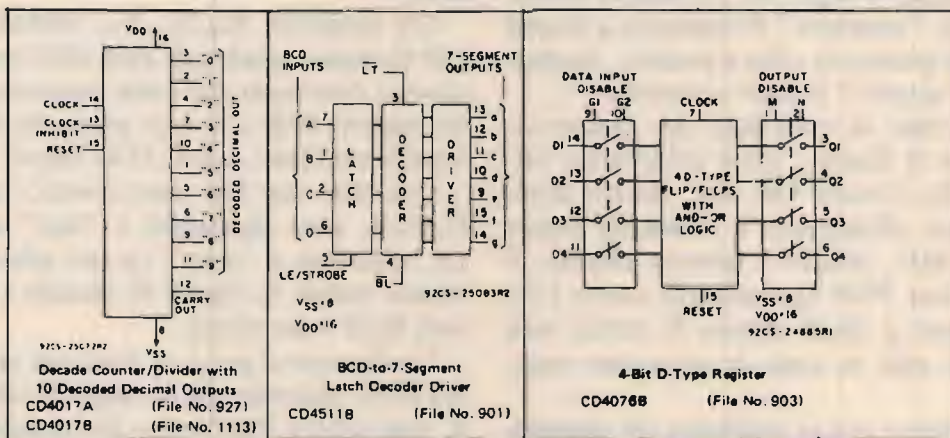 VDD
16
3 "0"
2 "1"
CLOCK 14
4 "2"
CLOCK INHIBIT 13
7 "3"
RESET 15
10 "4"
1
5 "6"
6 "7"
9 "8"
11 "9"
DECODED DECIMAL OUT
12
CARRY
OUT
8
VSS
Decade Counter/Divider with
10 Decoded Decimal Outputs
CD4017A (File No. 927)
CD4017B (File No. 1113)
BCD
INPUTS
LT
7-SEGMENT
OUTPUTS
3
A 7
B 1
C 2
D 6
LATCH
DECODER
DRIVER
13 a
12 b
11 c
10 d
9
15 f
14 g
5
LE/STROBE
4
BL
92CS-25083R2
VSS=8
VDD=16
BCD-to-7-Segment
Latch Decoder Driver
CD4511B (File No. 901)
DATA INPUT
DISABLE
G1 G2
9 10
CLOCK
7
OUTPUT
DISABLE
M N
1 2
D1 14
D2 13
D3 12
D4 11
4 D-TYPE
FLIP/FLOPS
WITH
AND-OR
LOGIC
3 Q1
4 Q2
5 Q3
6 Q4
15
RESET
VSS=8
VDD=16
92CS-24885R1
4-Bit D-Type Register
CD4076B (File No. 903)